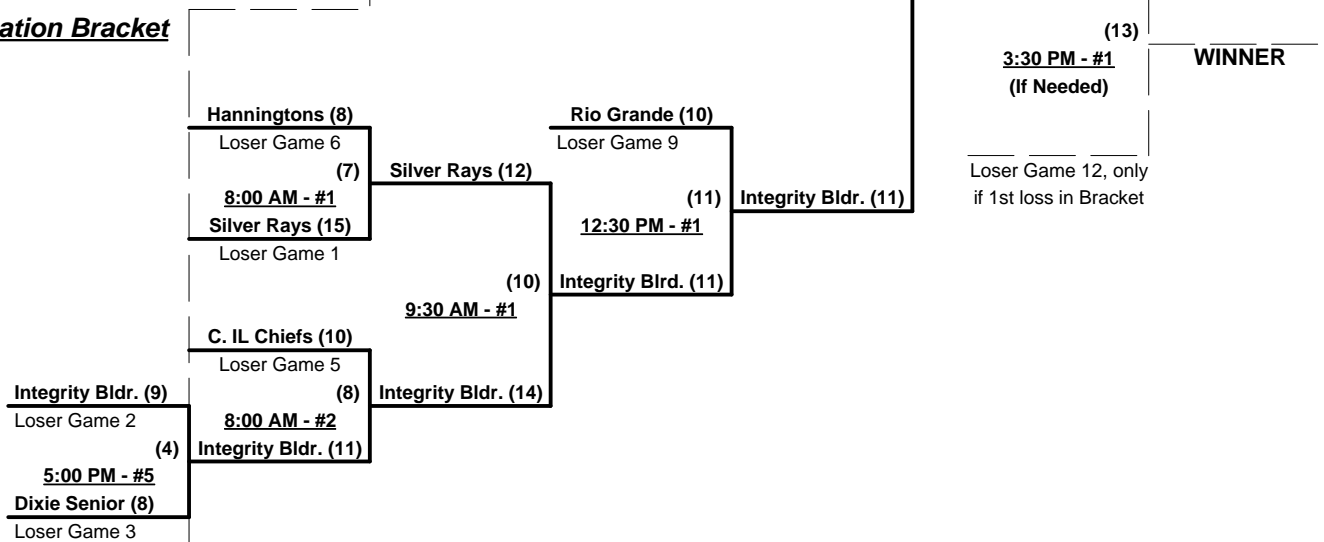 ation Bracket
(13)
3:30 PM - #1
WINNER
(If Needed)
Hanningtons (8)
Rio Grande (10)
Loser Game 6
Loser Game 9
(7)
Silver Rays (12)
Loser Game 12, only
8:00 AM - #1
(11)
Integrity Bldr. (11)
if 1st loss in Bracket
Silver Rays (15)
12:30 PM - #1
Loser Game 1
(10)
Integrity Blrd. (11)
9:30 AM - #1
C. IL Chiefs (10)
Loser Game 5
Integrity Bldr. (9)
(8)
Integrity Bldr. (14)
Loser Game 2
8:00 AM - #2
(4)
Integrity Bldr. (11)
5:00 PM - #5
Dixie Senior (8)
Loser Game 3